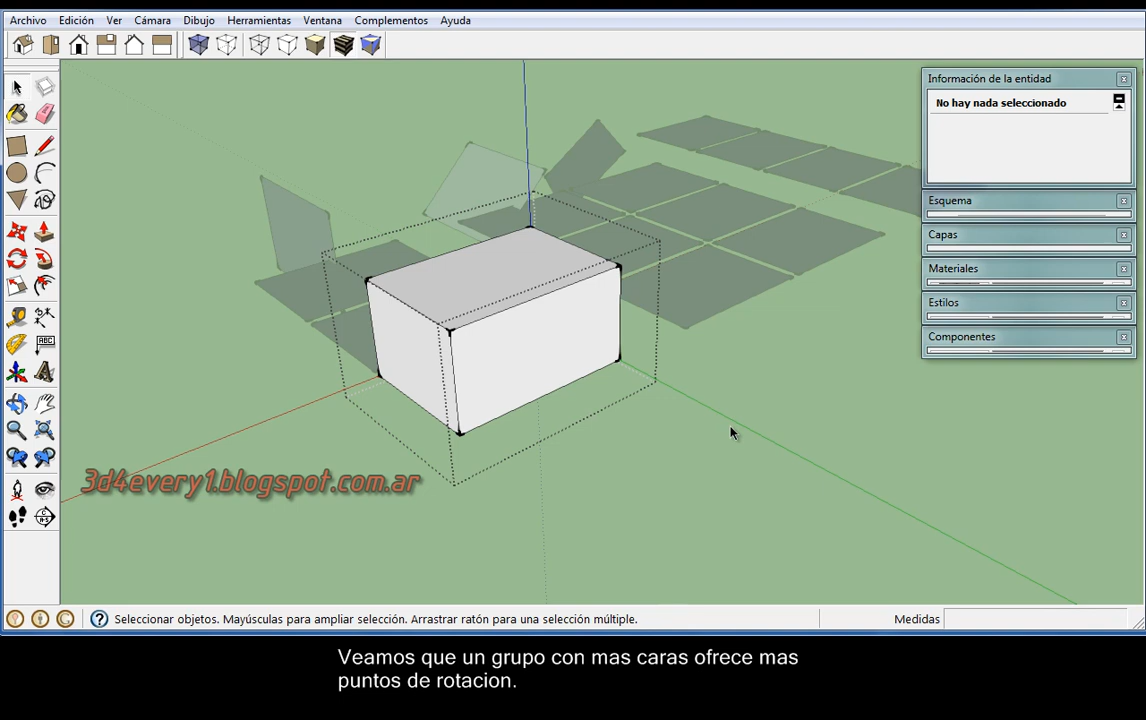 Archivo Edición Ver Cámara Dibujo Herramientas Ventana Complementos Ayuda
Información de la entidad
No hay nada seleccionado
Esquema
Capas
Materiales
Estilos
Componentes
ABC
3d4every1.blogspot.com.ar
Seleccionar objetos. Mayúsculas para ampliar selección. Arrastrar ratón para una selección múltiple. Medidas
Veamos que un grupo con mas caras ofrece mas
puntos de rotacion.